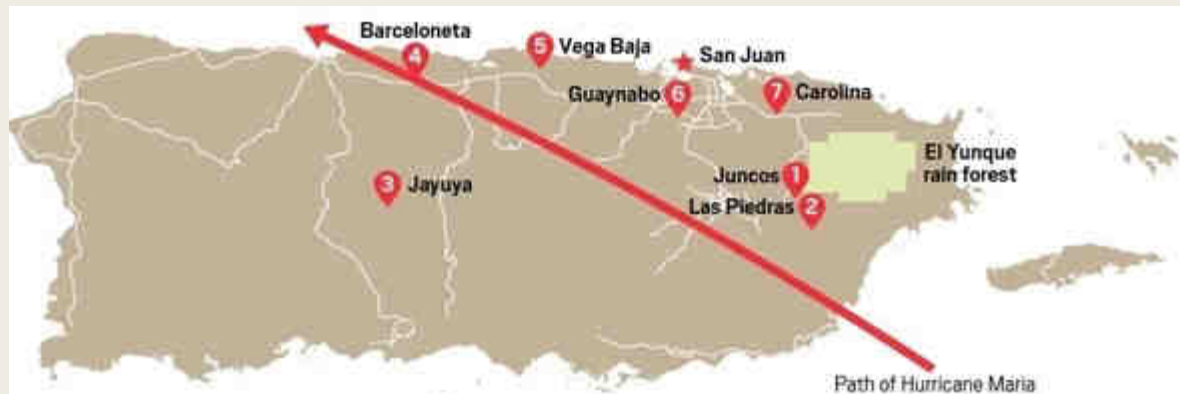 Barceloneta
4
5
Vega Baja
San Juan
Guaynabo
6
7
Carolina
El Yunque
rain forest
Juncos
1
3
Jayuya
Las Piedras
2
Path of Hurricane Maria